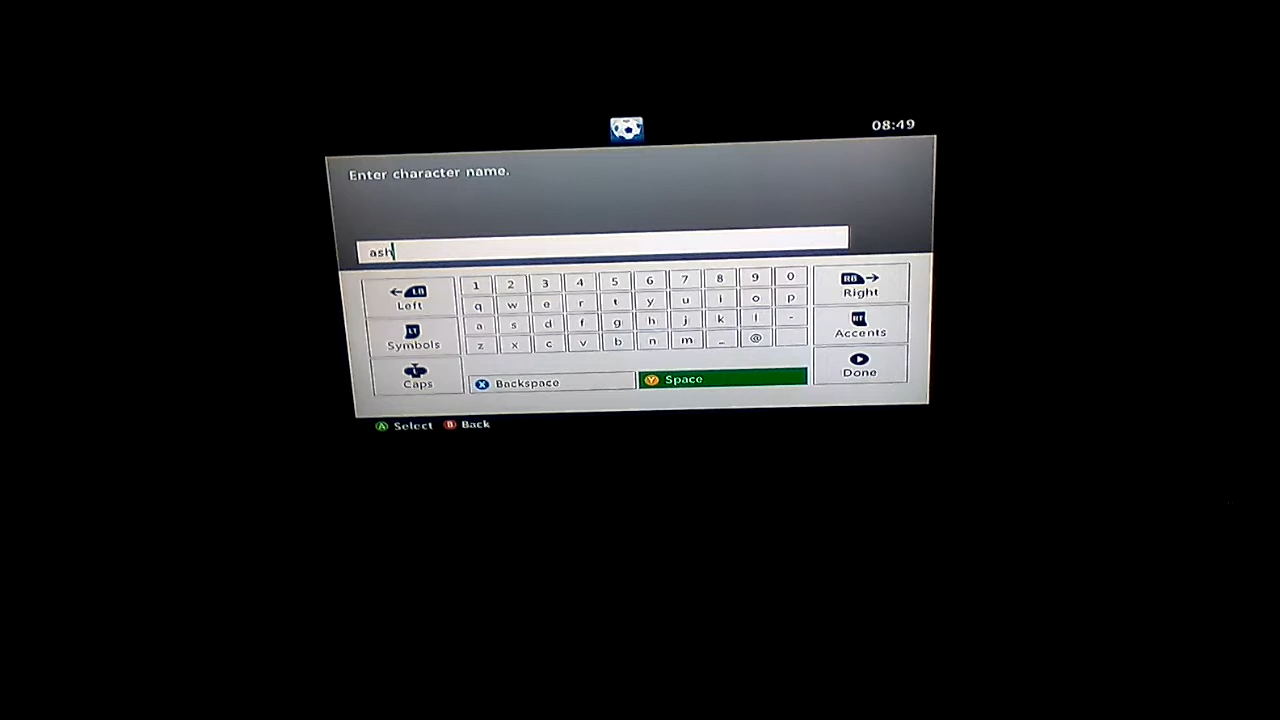 08:49
Enter character name.
ash
LB Left
1 2 3 4 5 6 7 8 9 0
RB Right
q w e r t y u i o p
LT Symbols
a s d f g h j k l -
RT Accents
z x c v b n m _ @
Caps
X Backspace
Y Space
Done
A Select B Back